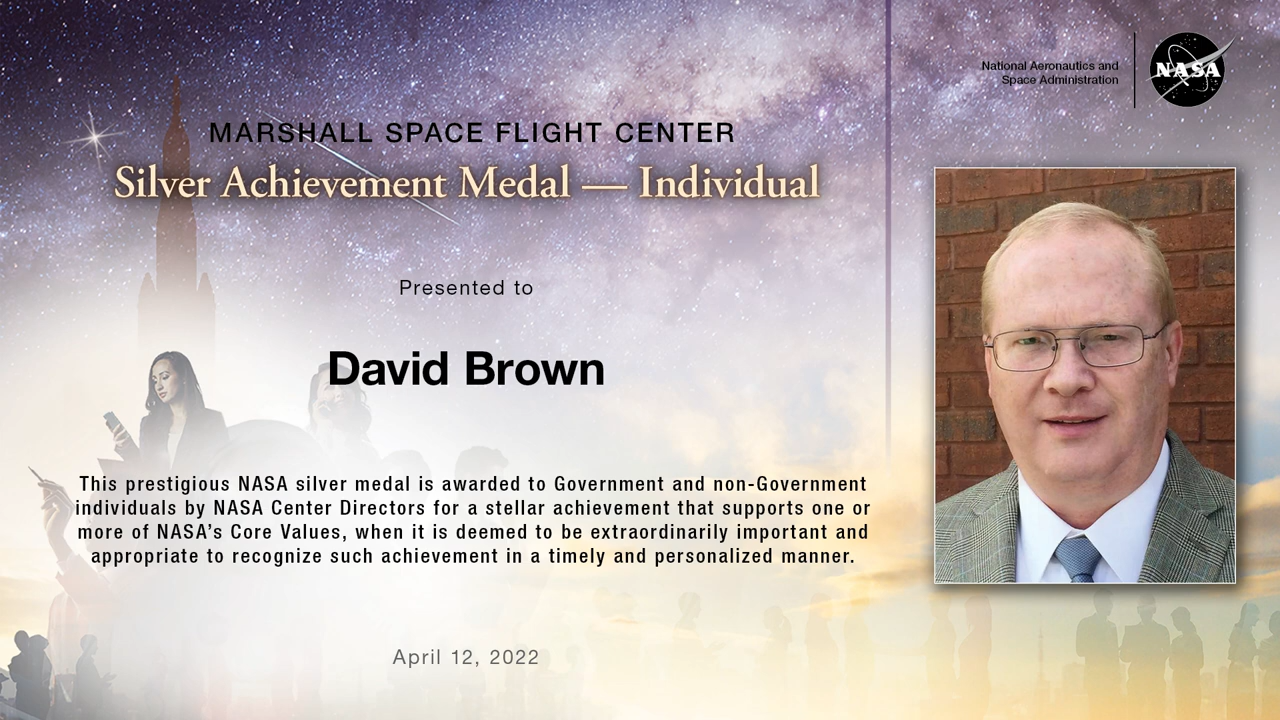 National Aeronautics and
Space Administration
NASA
MARSHALL SPACE FLIGHT CENTER
Silver Achievement Medal — Individual
Presented to
David Brown
This prestigious NASA silver medal is awarded to Government and non-Government
individuals by NASA Center Directors for a stellar achievement that supports one or
more of NASA’s Core Values, when it is deemed to be extraordinarily important and
appropriate to recognize such achievement in a timely and personalized manner.
April 12, 2022